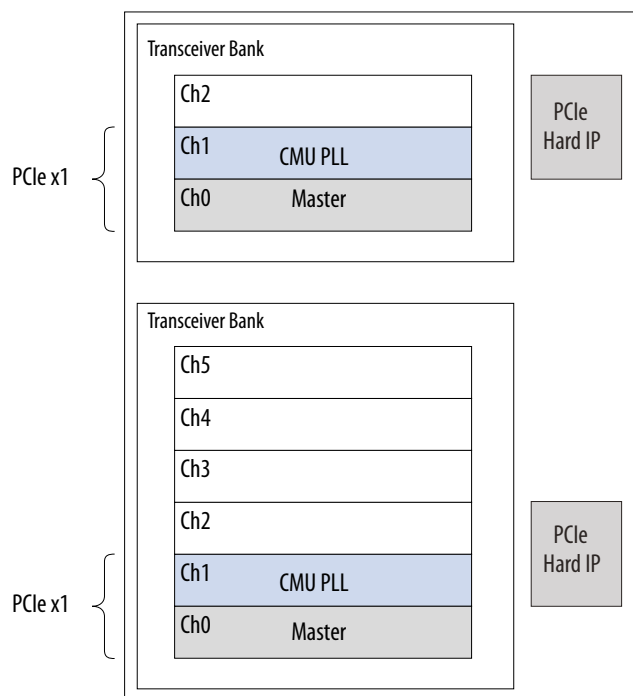 Transceiver Bank
Ch2
PCIe
Hard IP
PCIe x1
Ch1
CMU PLL
Ch0
Master
Transceiver Bank
Ch5
Ch4
Ch3
Ch2
PCIe
Hard IP
PCIe x1
Ch1
CMU PLL
Ch0
Master